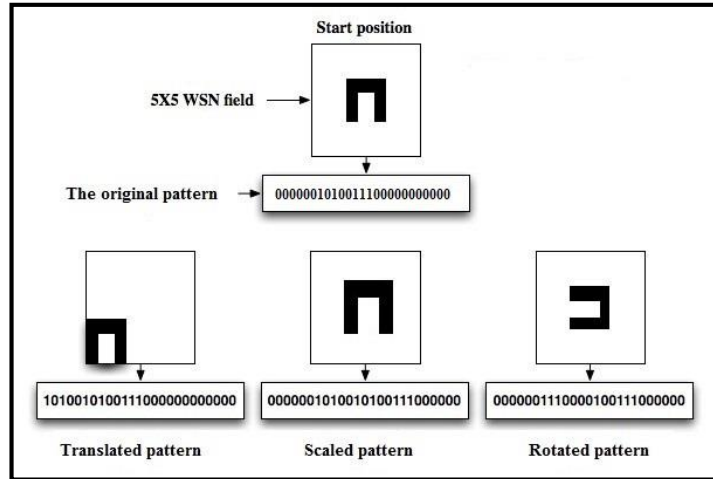 Start position
5X5 WSN field
The original pattern
0000001010011100000000000
1010010100111000000000000
0000001010010100111000000
0000001110000100111000000
Translated pattern
Scaled pattern
Rotated pattern